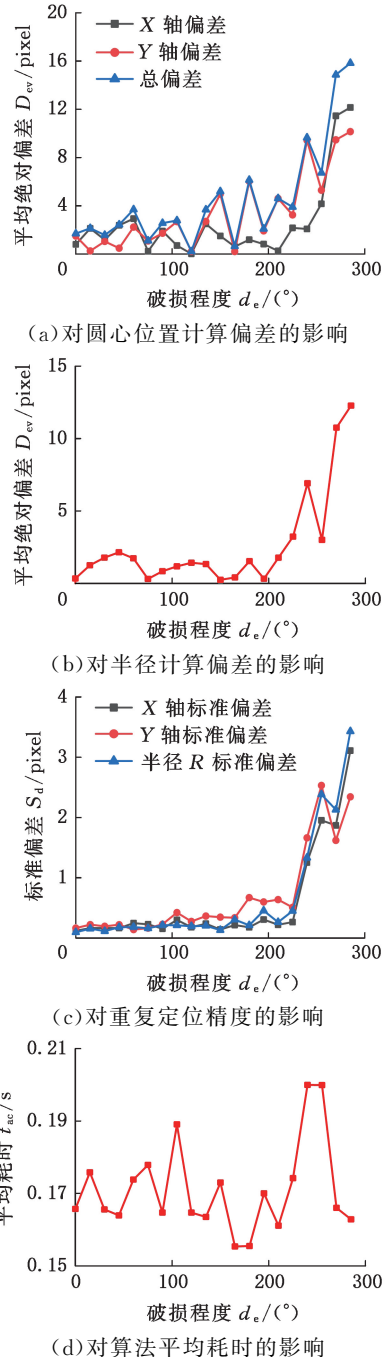 20
16
12
8
4
0
平均绝对偏差 Dev/pixel
X 轴偏差
Y 轴偏差
总偏差
0
100
200
300
破损程度 de/(°)
(a)对圆心位置计算偏差的影响
15
10
5
平均绝对偏差 Dev/pixel
0
100
200
300
破损程度 de/(°)
(b)对半径计算偏差的影响
4
3
2
1
标准偏差 Sd/pixel
X 轴标准偏差
Y 轴标准偏差
半径 R 标准偏差
0
100
200
300
破损程度 de/(°)
(c)对重复定位精度的影响
0.21
0.19
0.17
0.15
平均耗时 tac/s
0
100
200
300
破损程度 de/(°)
(d)对算法平均耗时的影响